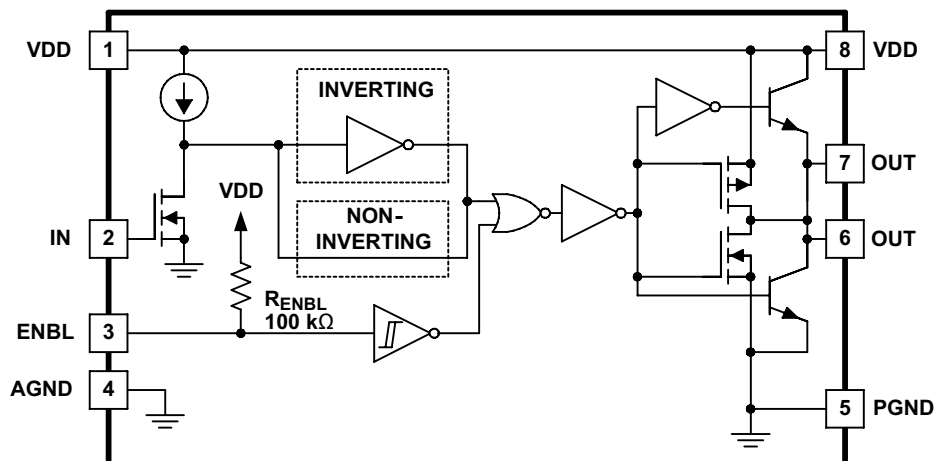 VDD 1
8 VDD
INVERTING
VDD
7 OUT
NON-
INVERTING
IN 2
6 OUT
R_ENBL
100 kΩ
ENBL 3
AGND 4
5 PGND